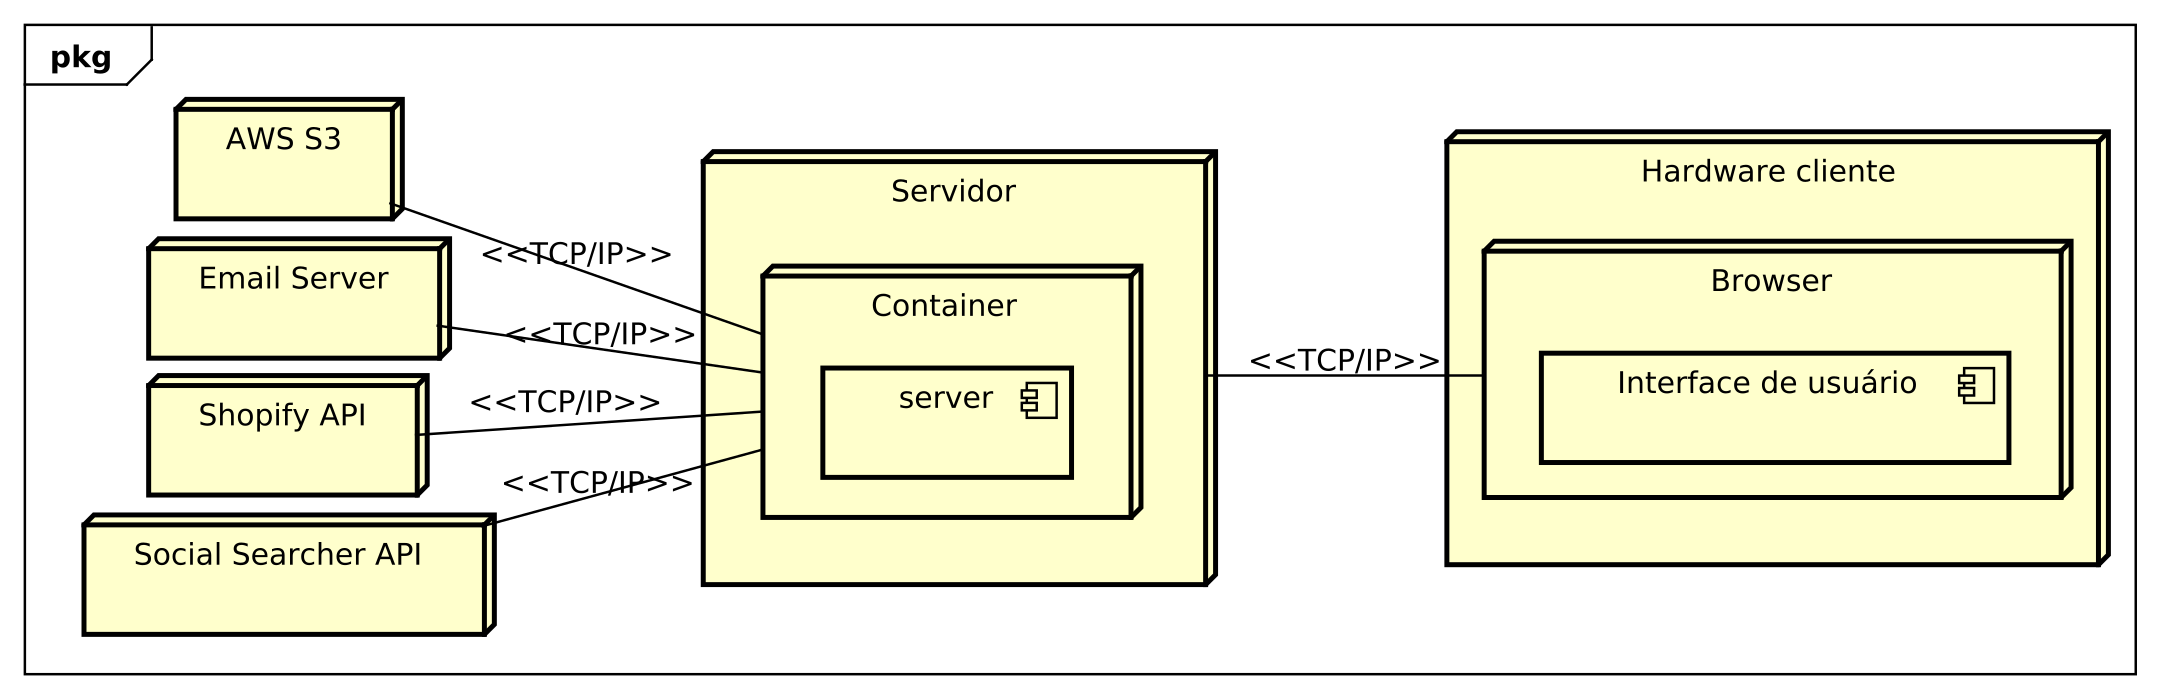 pkg
AWS S3
<<TCP/IP>>
Email Server
<<TCP/IP>>
Shopify API
<<TCP/IP>>
Social Searcher API
<<TCP/IP>>
Servidor
Container
server
<<TCP/IP>>
Hardware cliente
Browser
Interface de usuário